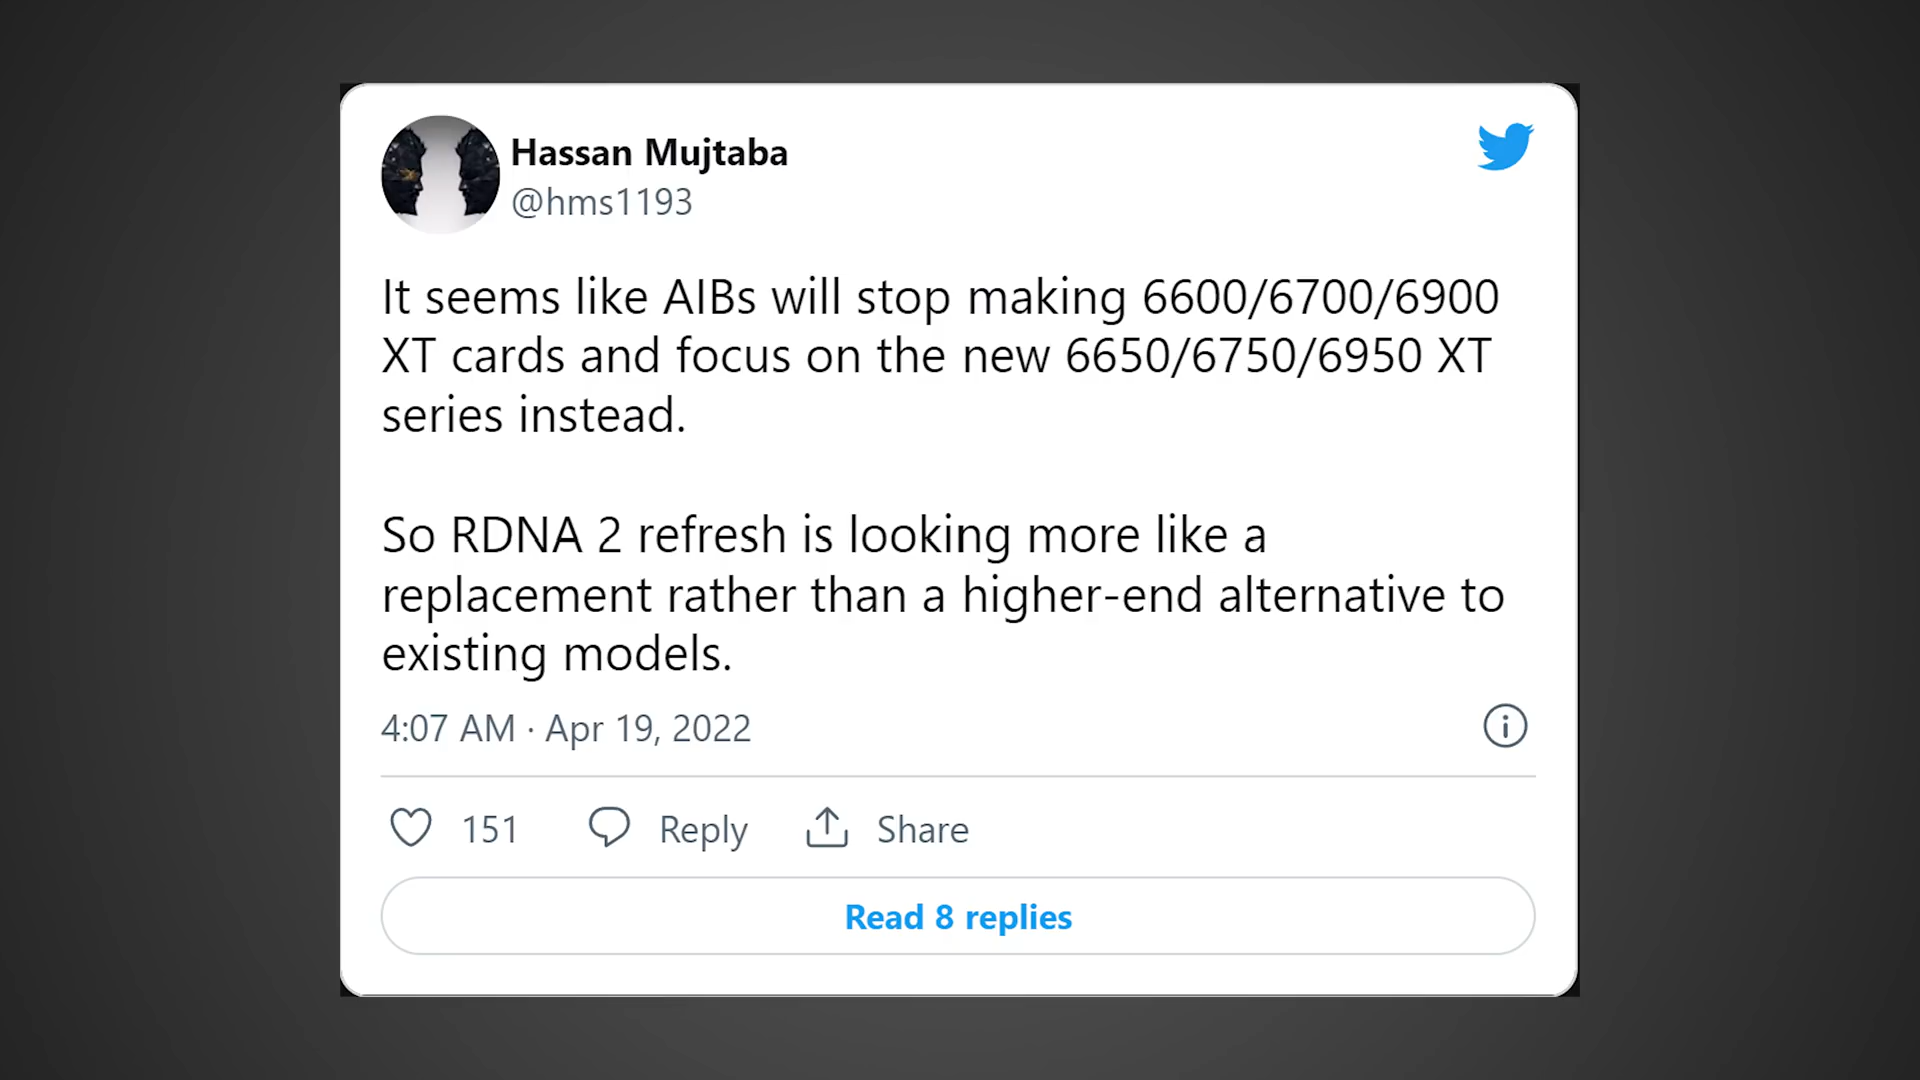 Hassan Mujtaba
@hms1193
It seems like AIBs will stop making 6600/6700/6900
XT cards and focus on the new 6650/6750/6950 XT
series instead.
So RDNA 2 refresh is looking more like a
replacement rather than a higher-end alternative to
existing models.
4:07 AM · Apr 19, 2022
151 Reply Share
Read 8 replies